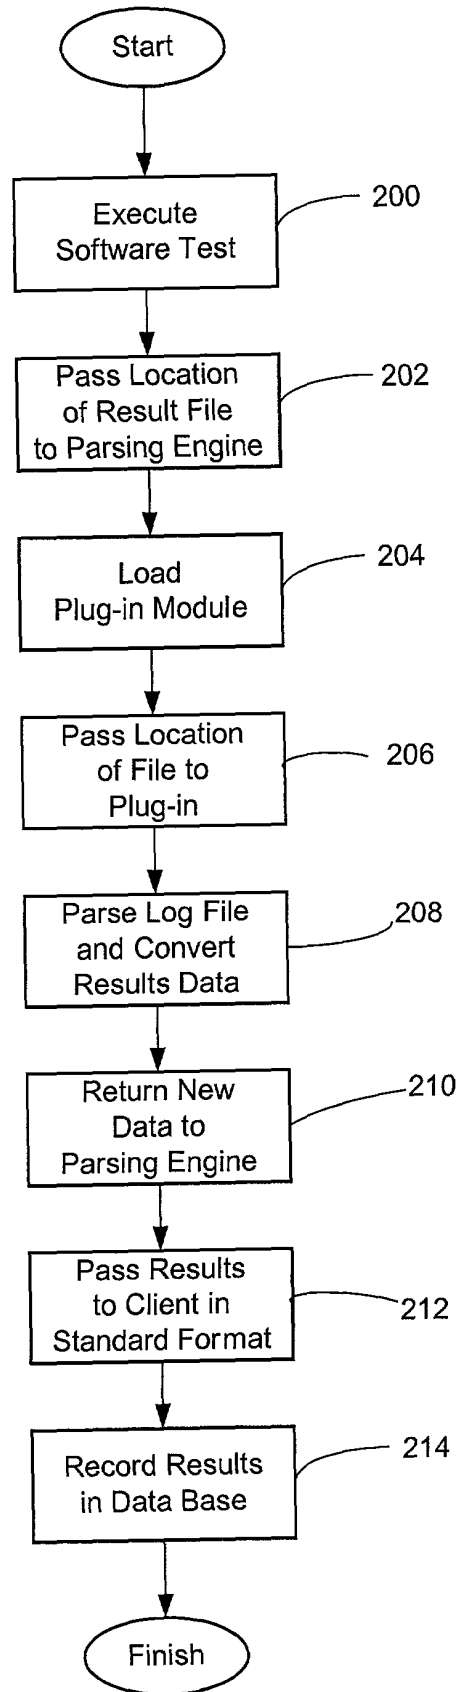 Start
200
Execute
Software Test
202
Pass Location
of Result File
to Parsing Engine
204
Load
Plug-in Module
206
Pass Location
of File to
Plug-in
208
Parse Log File
and Convert
Results Data
210
Return New
Data to
Parsing Engine
212
Pass Results
to Client in
Standard Format
214
Record Results
in Data Base
Finish